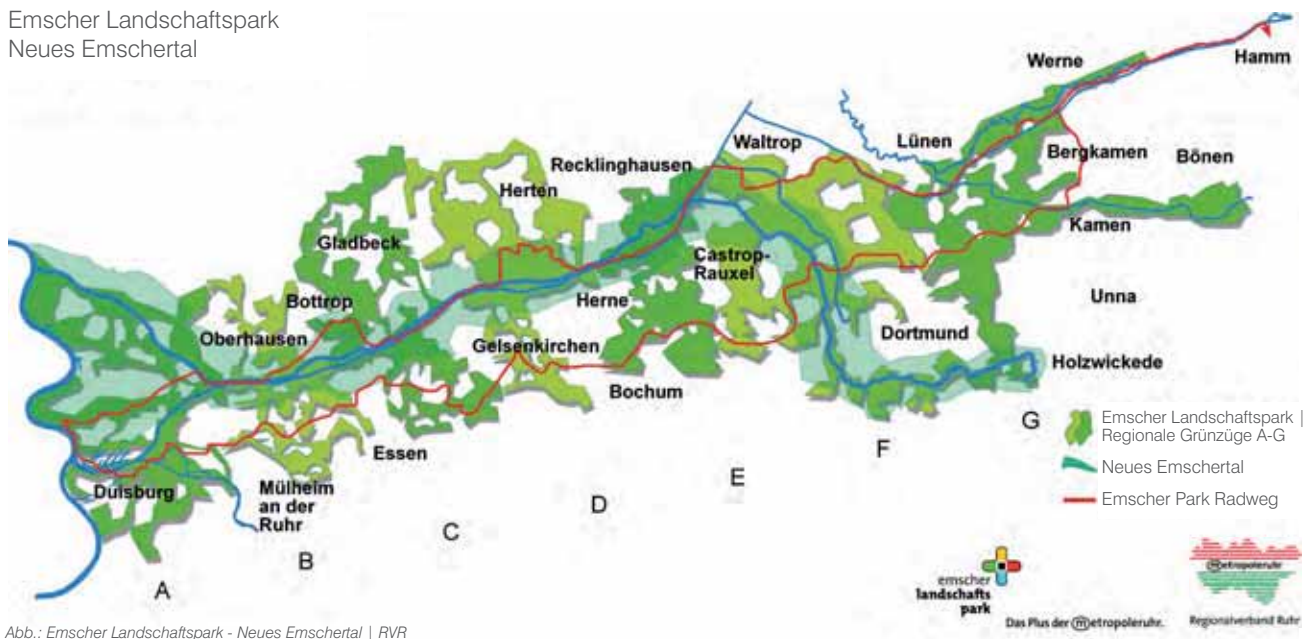 Emscher Landschaftspark
Neues Emschertal
Werne
Hamm
Waltrop
Lünen
Bergkamen
Bönen
Recklinghausen
Herten
Gladbeck
Kamen
Castrop-
Rauxel
Bottrop
Herne
Unna
Oberhausen
Dortmund
Gelsenkirchen
Holzwickede
Bochum
G
Essen
F
Duisburg
Mülheim
an der
Ruhr
E
D
C
B
A
Emscher Landschaftspark |
Regionale Grünzüge A-G
Neues Emschertal
Emscher Park Radweg
emscher
landschafts
park
Das Plus der metropoleruhr.
metropoleruhr
Regionalverband Ruhr
Abb.: Emscher Landschaftspark - Neues Emschertal | RVR